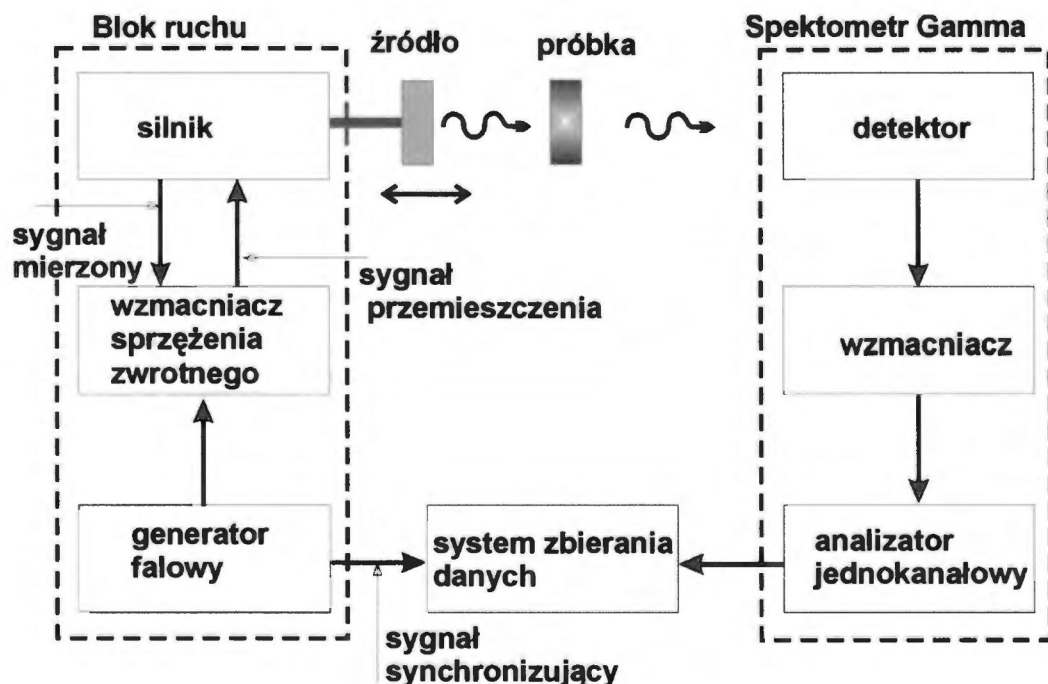 Blok ruchu
źródło
próbka
Spektometr Gamma
silnik
detektor
sygnał
mierzony
sygnał
przemieszczenia
wzmacniacz
sprzężenia
zwrotnego
wzmacniacz
generator
falowy
system zbierania
danych
analizator
jednokanałowy
sygnał
synchronizujący